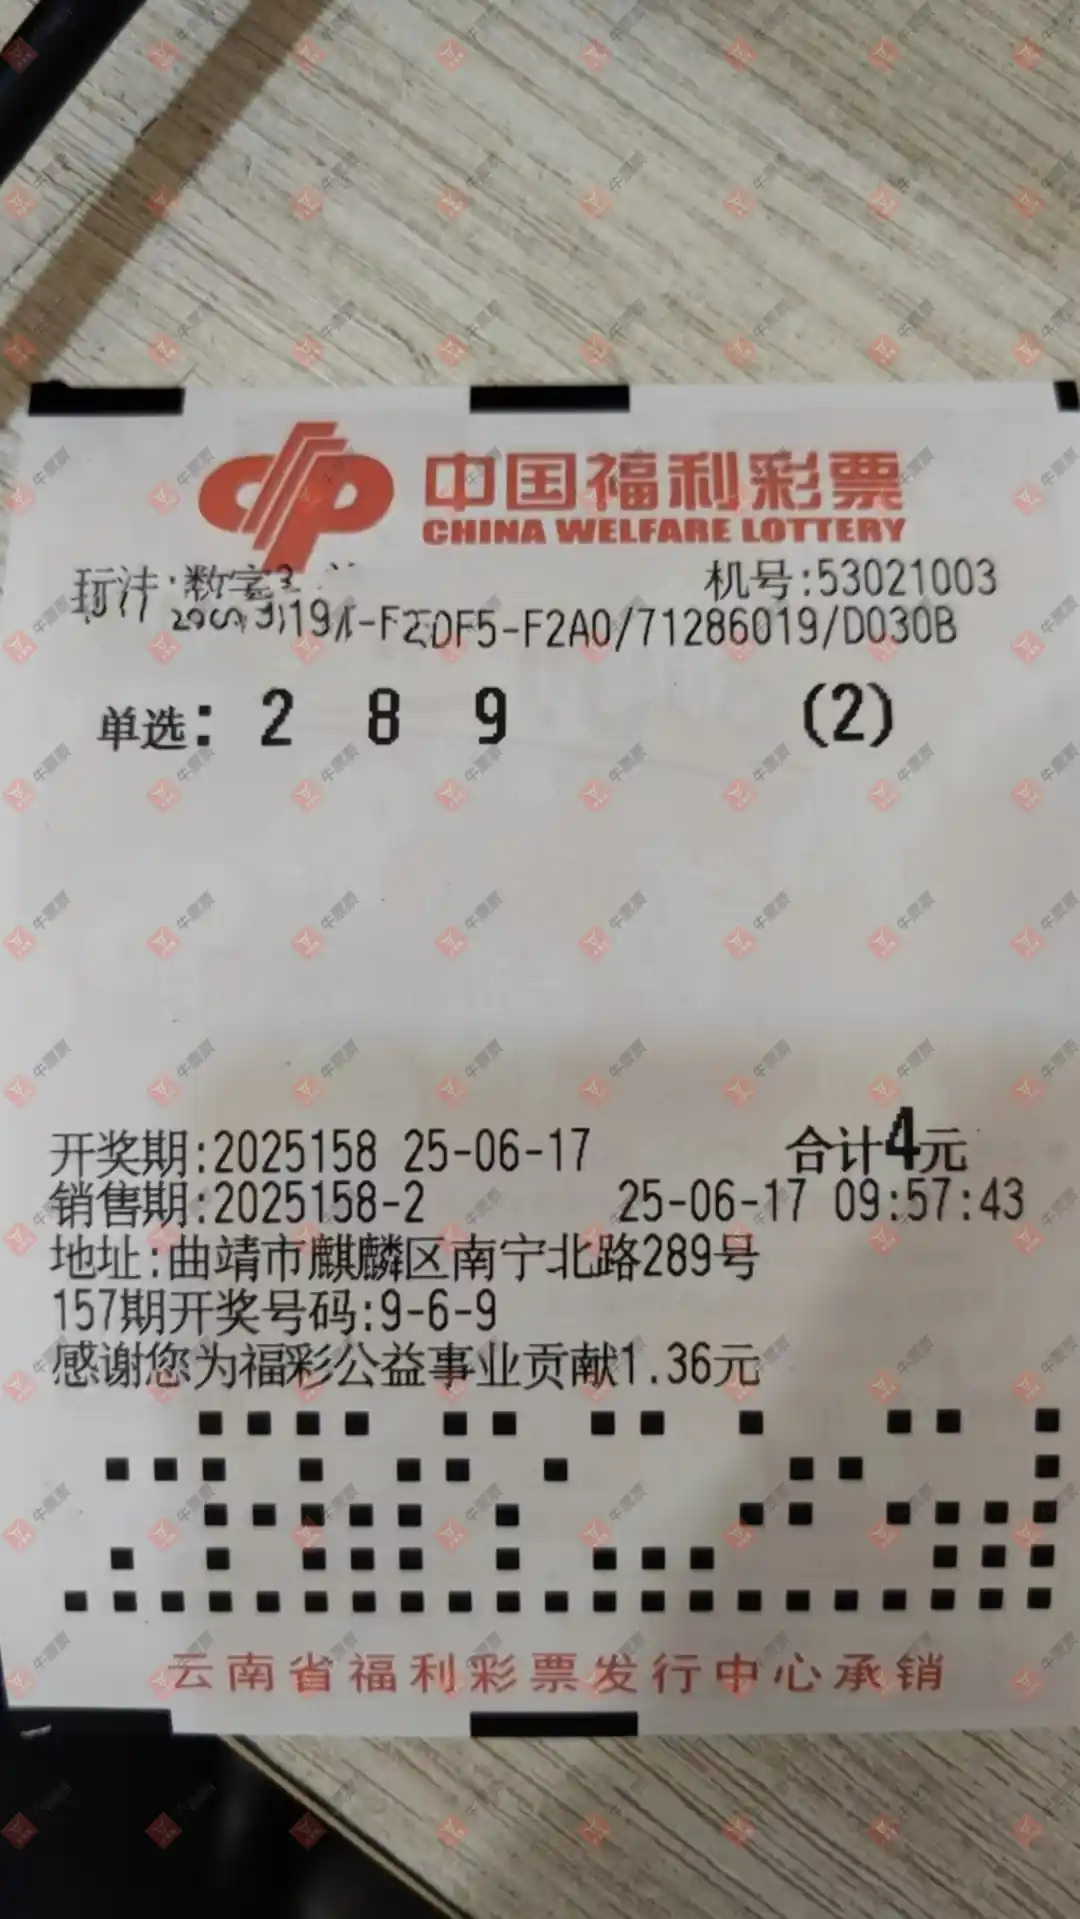 中国福利彩票
CHINA WELFARE LOTTERY
机号:53021003
DF5-F2A0/71286019/D030B
单选: 2 8 9 (2)
开奖期:2025158 25-06-17 合计4元
销售期:2025158-2 25-06-17 09:57:43
地址:曲靖市麒麟区南宁北路289号
157期开奖号码:9-6-9
感谢您为福彩公益事业贡献1.36元
云南省福利彩票发行中心承销
牛票票